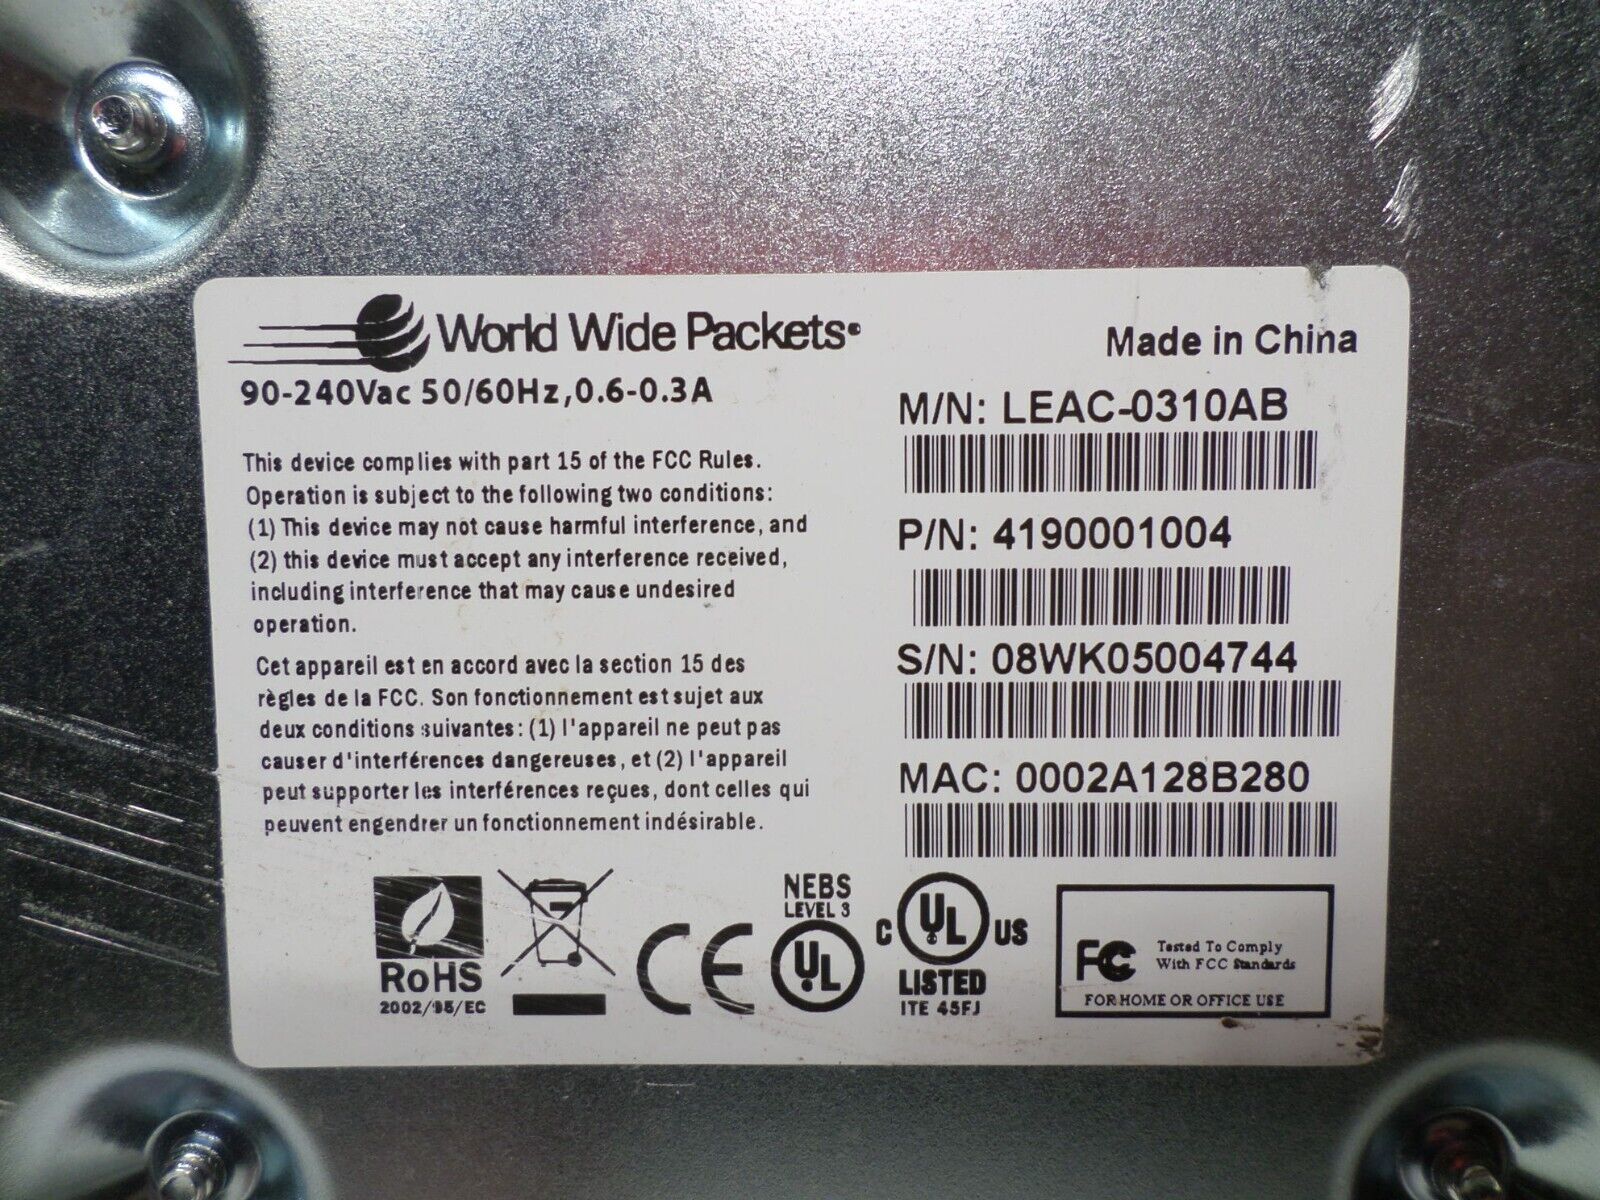 World Wide Packets®
90-240Vac 50/60Hz,0.6-0.3A
This device complies with part 15 of the FCC Rules.
Operation is subject to the following two conditions:
(1) This device may not cause harmful interference, and
(2) this device must accept any interference received,
including interference that may cause undesired
operation.
Cet appareil est en accord avec la section 15 des
règles de la FCC. Son fonctionnement est sujet aux
deux conditions suivantes: (1) l'appareil ne peut pas
causer d'interférences dangereuses, et (2) l'appareil
peut supporter les interférences reçues, dont celles qui
peuvent engendrer un fonctionnement indésirable.
Made in China
M/N: LEAC-0310AB
P/N: 4190001004
S/N: 08WK05004744
MAC: 0002A128B280
RoHS
2002/95/EC
CE
NEBS
LEVEL 3
UL
C UL US
LISTED
ITE 45FJ
FC Tested To Comply
With FCC Standards
FOR HOME OR OFFICE USE